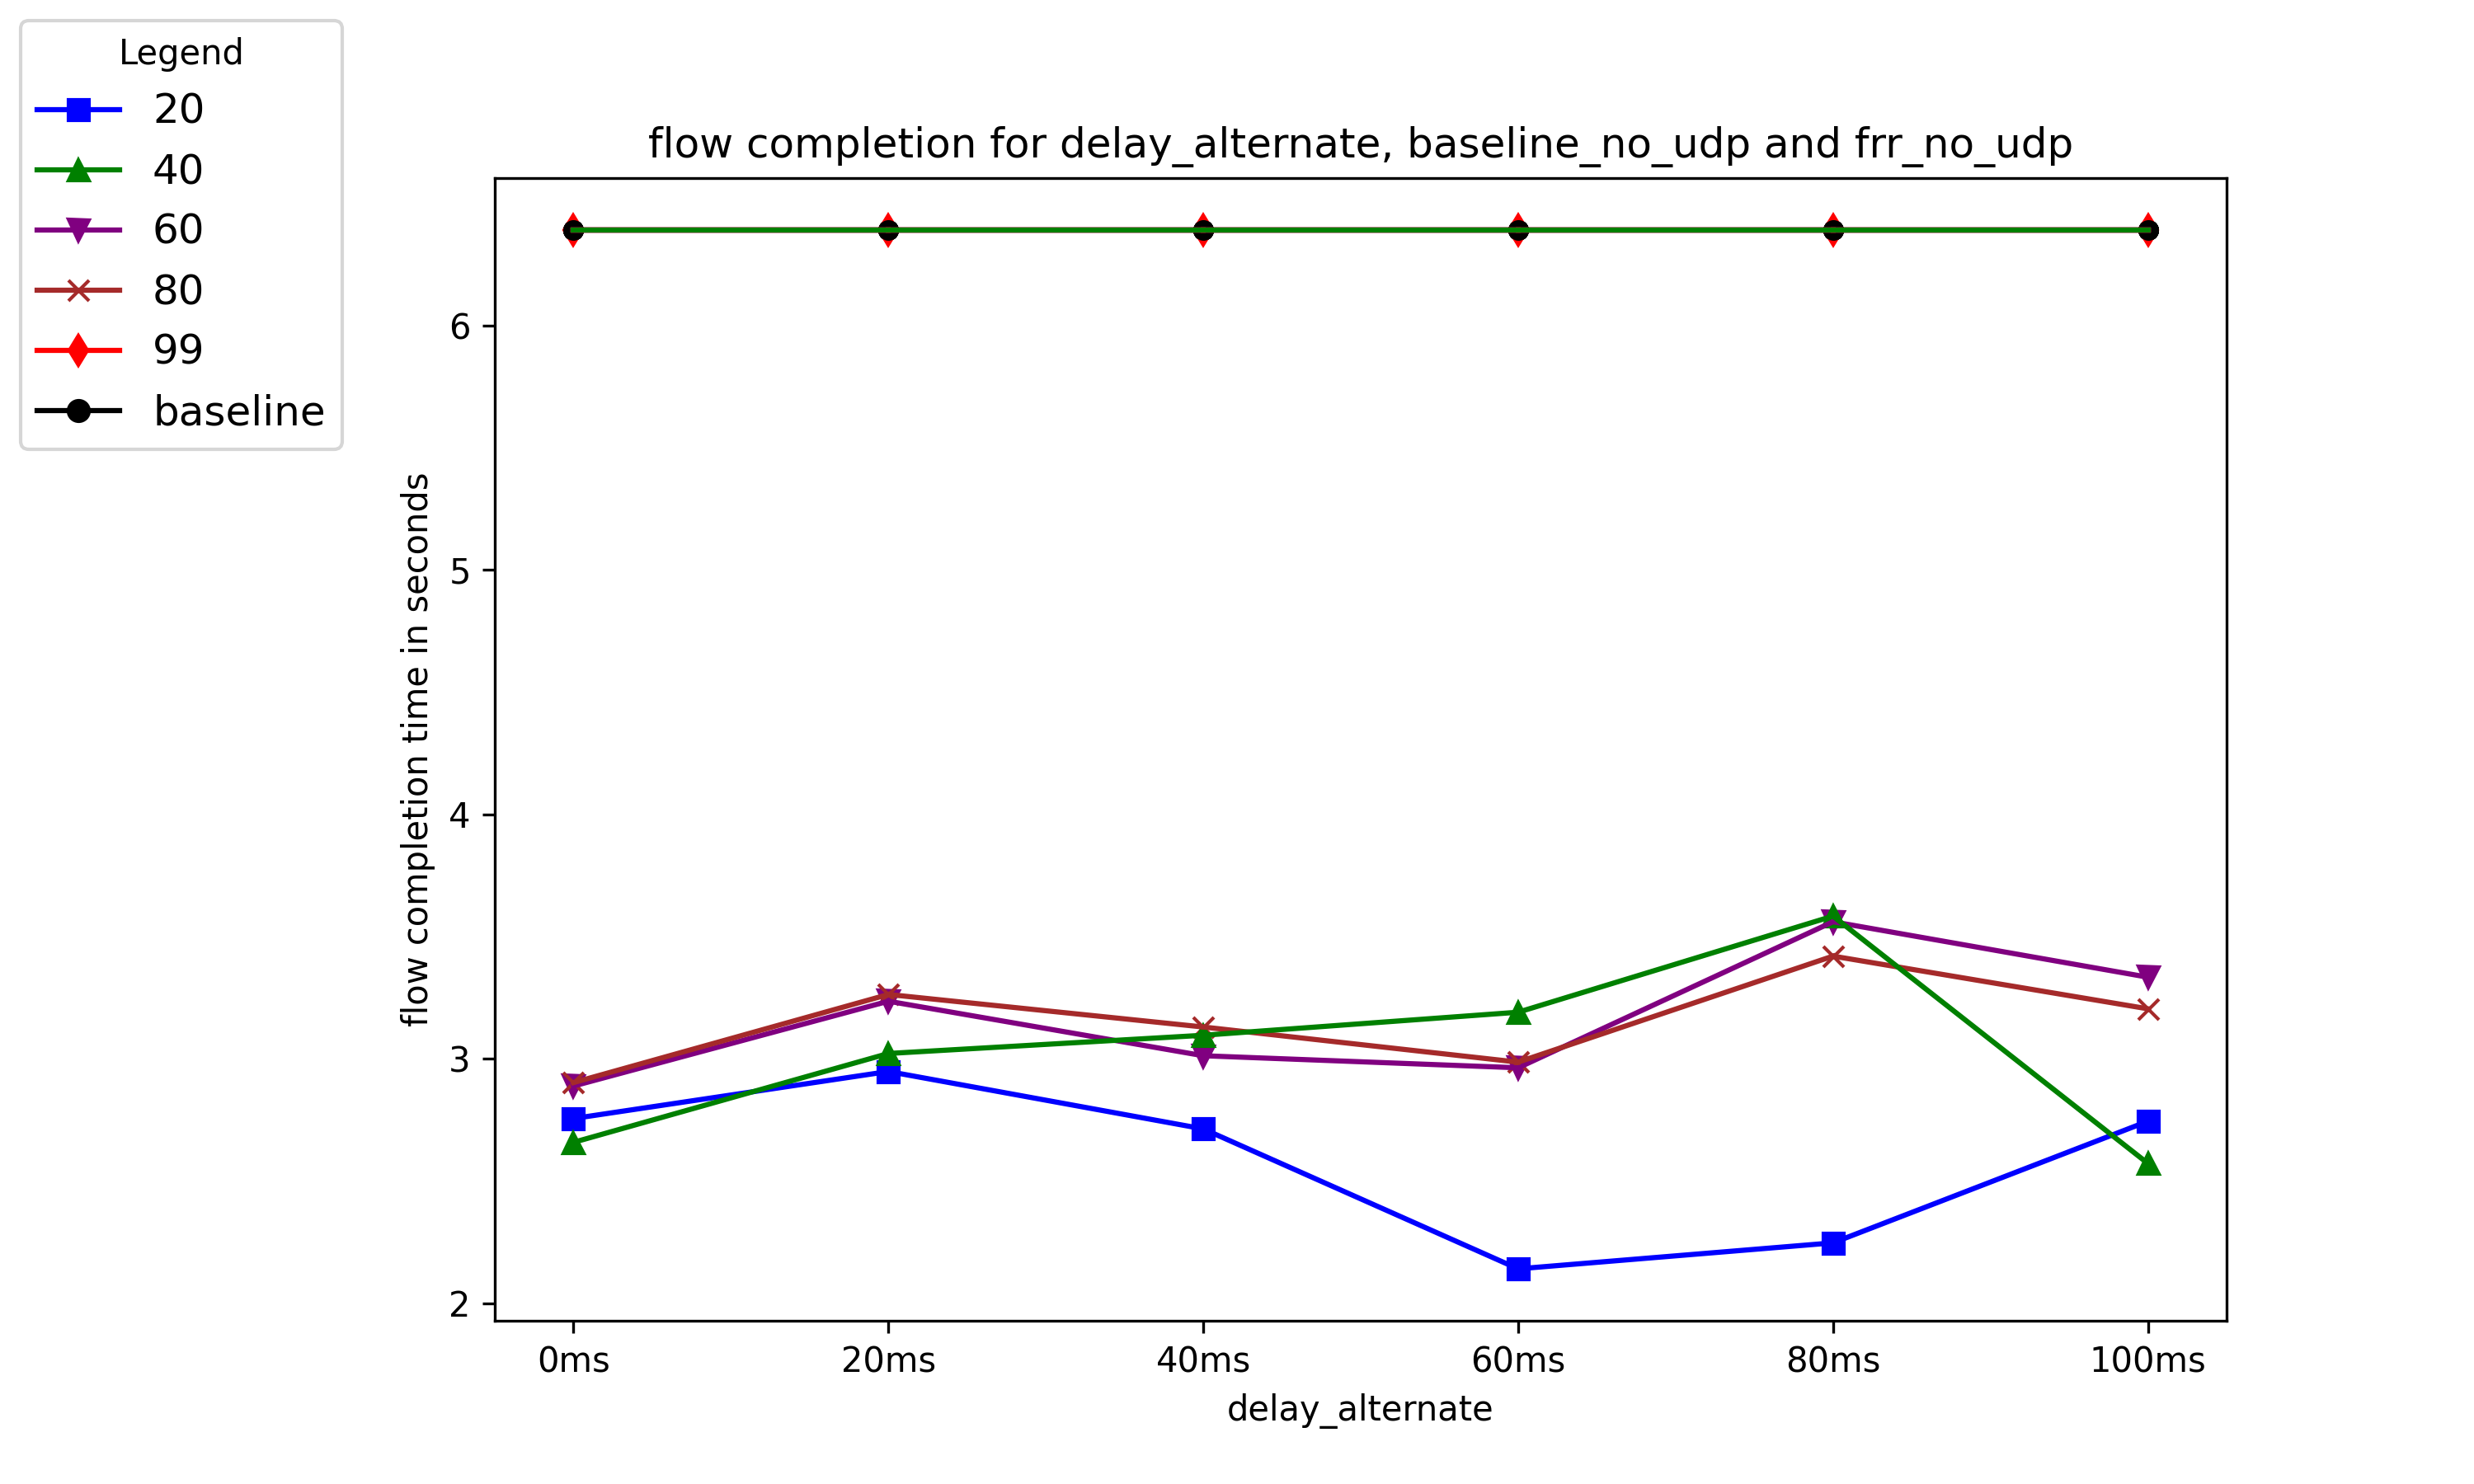 Legend
20
40
60
80
99
baseline
flow completion for delay_alternate, baseline_no_udp and frr_no_udp
flow completion time in seconds
6
5
4
3
2
0ms 20ms 40ms 60ms 80ms 100ms
delay_alternate